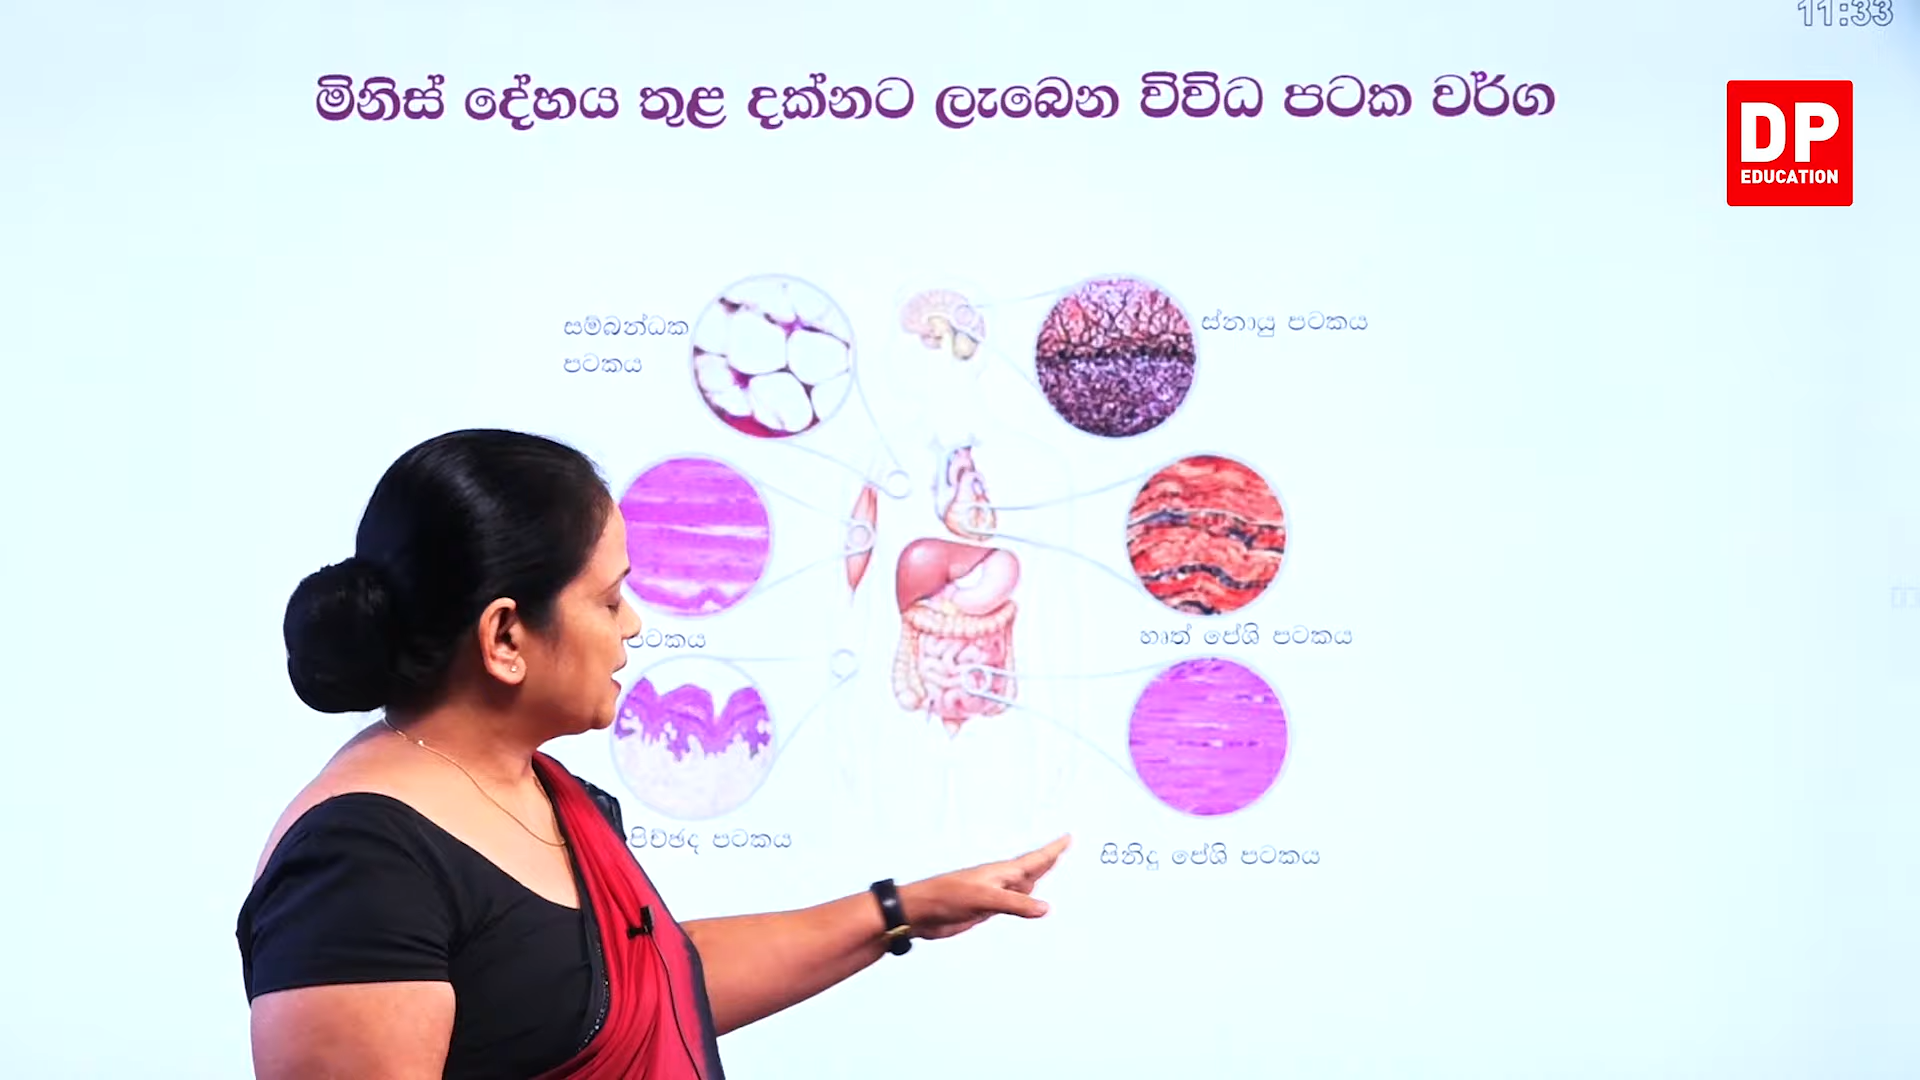 11:33
මිනිස් දේහය තුළ දක්නට ලැබෙන විවිධ පටක වර්ග
DP
EDUCATION
සම්බන්ධක
පටකය
ස්නායු පටකය
පටකය
හෘත් පේශි පටකය
පිච්ඡද පටකය
සිනිඳු පේශි පටකය